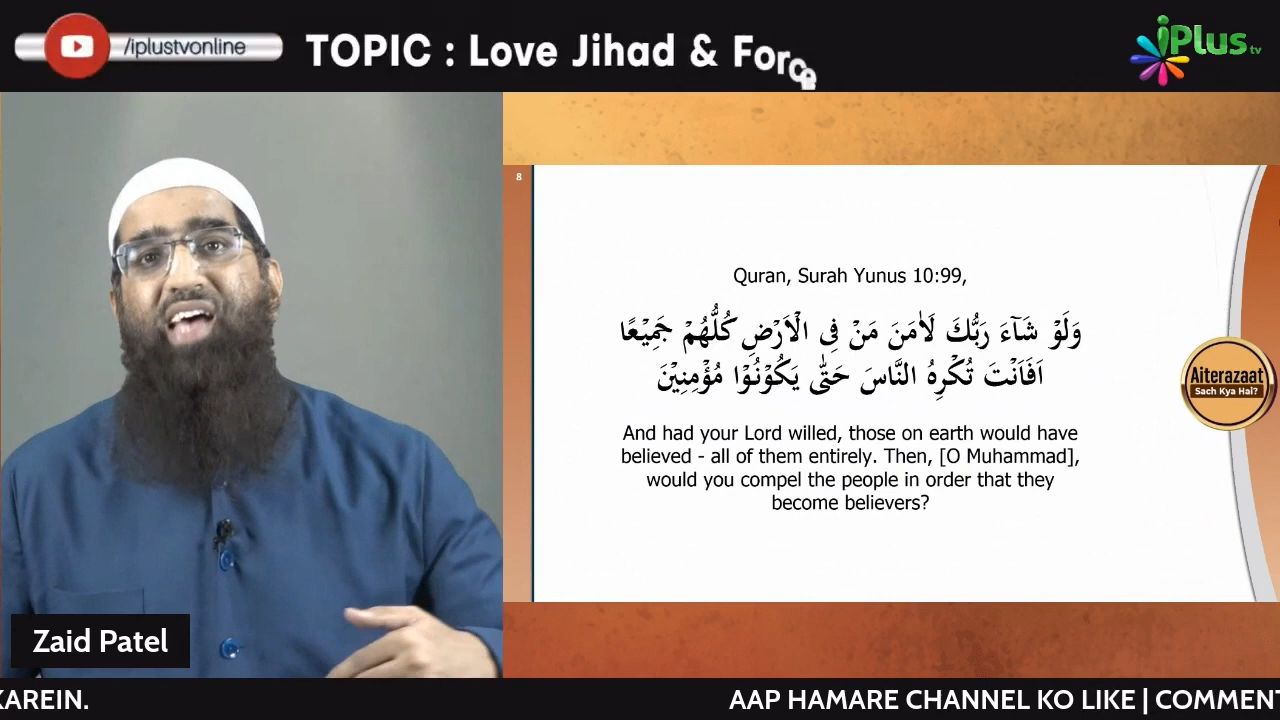 /iplustvonline
TOPIC : Love Jihad & Force
iPlus tv
8
Quran, Surah Yunus 10:99,
وَلَوْ شَآءَ رَبُّكَ لَاٰمَنَ مَنْ فِى الْاَرْضِ كُلُّهُمْ جَمِيْعًا
اَفَاَنْتَ تُكْرِهُ النَّاسَ حَتّٰى يَكُوْنُوْا مُؤْمِنِيْنَ
And had your Lord willed, those on earth would have
believed - all of them entirely. Then, [O Muhammad],
would you compel the people in order that they
become believers?
Aiterazaat
Sach Kya Hai?
Zaid Patel
KAREIN.
AAP HAMARE CHANNEL KO LIKE | COMMENT